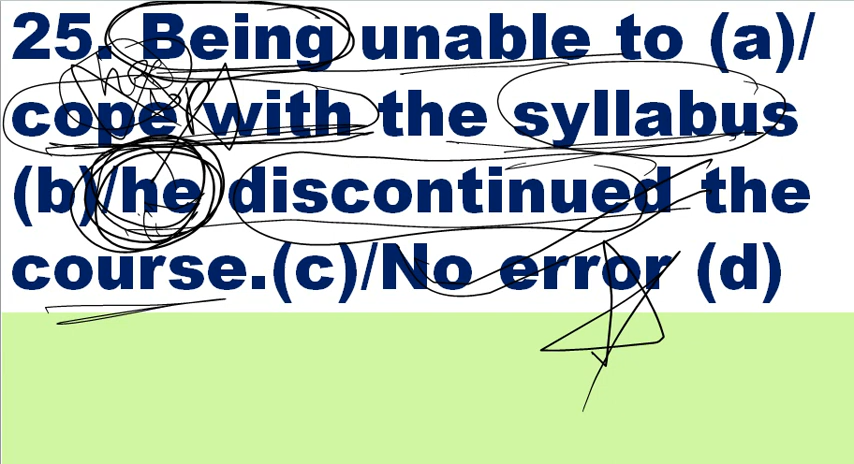 25. Being unable to (a)/
cope with the syllabus
(b)/he discontinued the
course.(c)/No error (d)